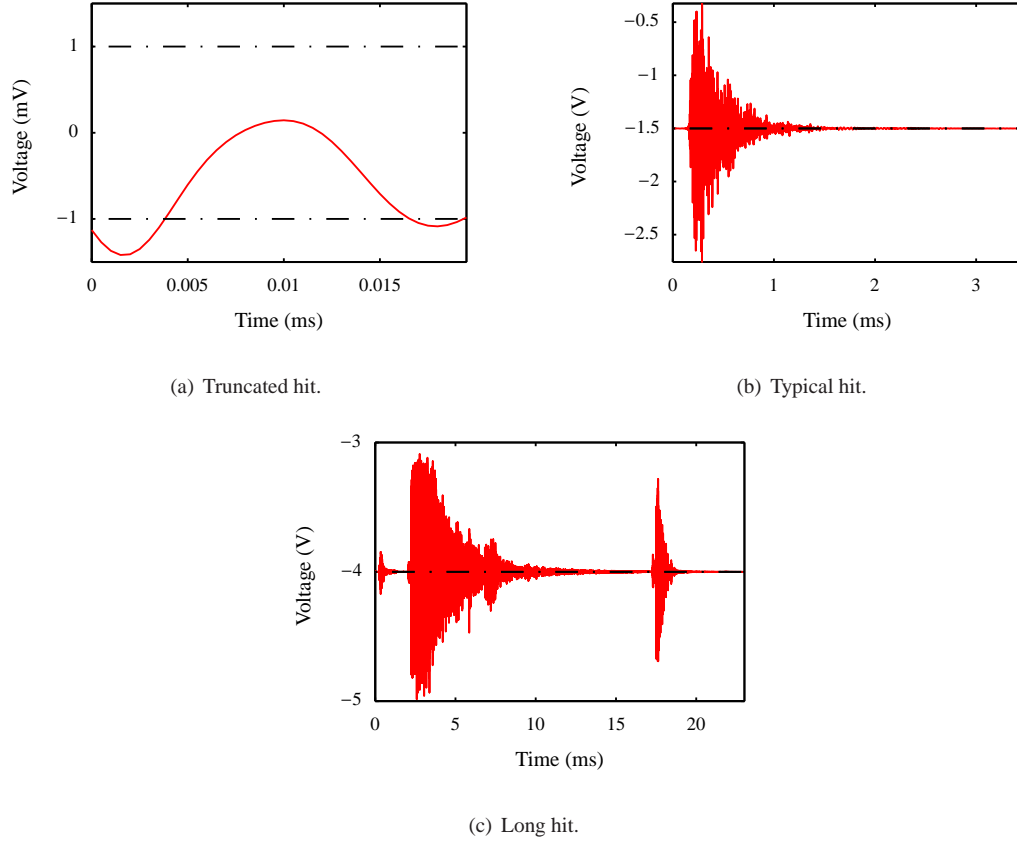 1
0
−1
Voltage (mV)
0
0.005
0.01
0.015
Time (ms)
(a) Truncated hit.
−0.5
−1
−1.5
−2
−2.5
Voltage (V)
0
1
2
3
Time (ms)
(b) Typical hit.
−3
−4
−5
Voltage (V)
0
5
10
15
20
Time (ms)
(c) Long hit.